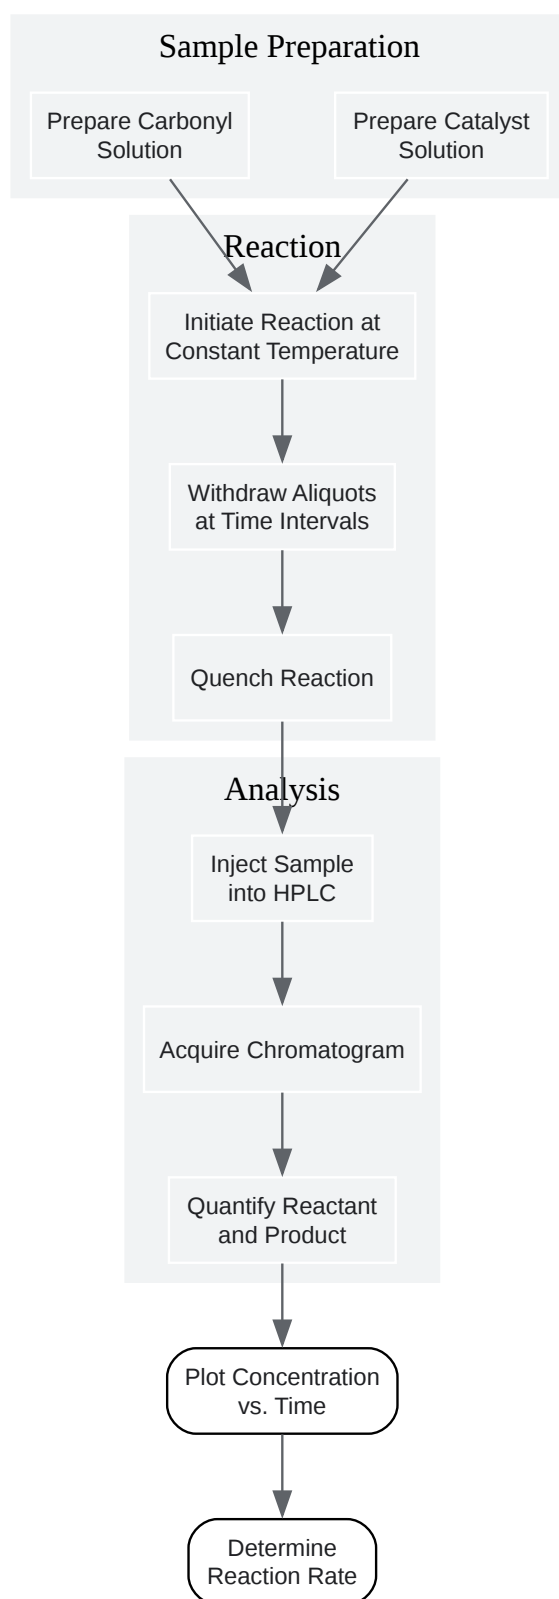 Sample Preparation
Prepare Carbonyl
Solution
Prepare Catalyst
Solution
Reaction
Initiate Reaction at
Constant Temperature
Withdraw Aliquots
at Time Intervals
Quench Reaction
Analysis
Inject Sample
into HPLC
Acquire Chromatogram
Quantify Reactant
and Product
Plot Concentration
vs. Time
Determine
Reaction Rate